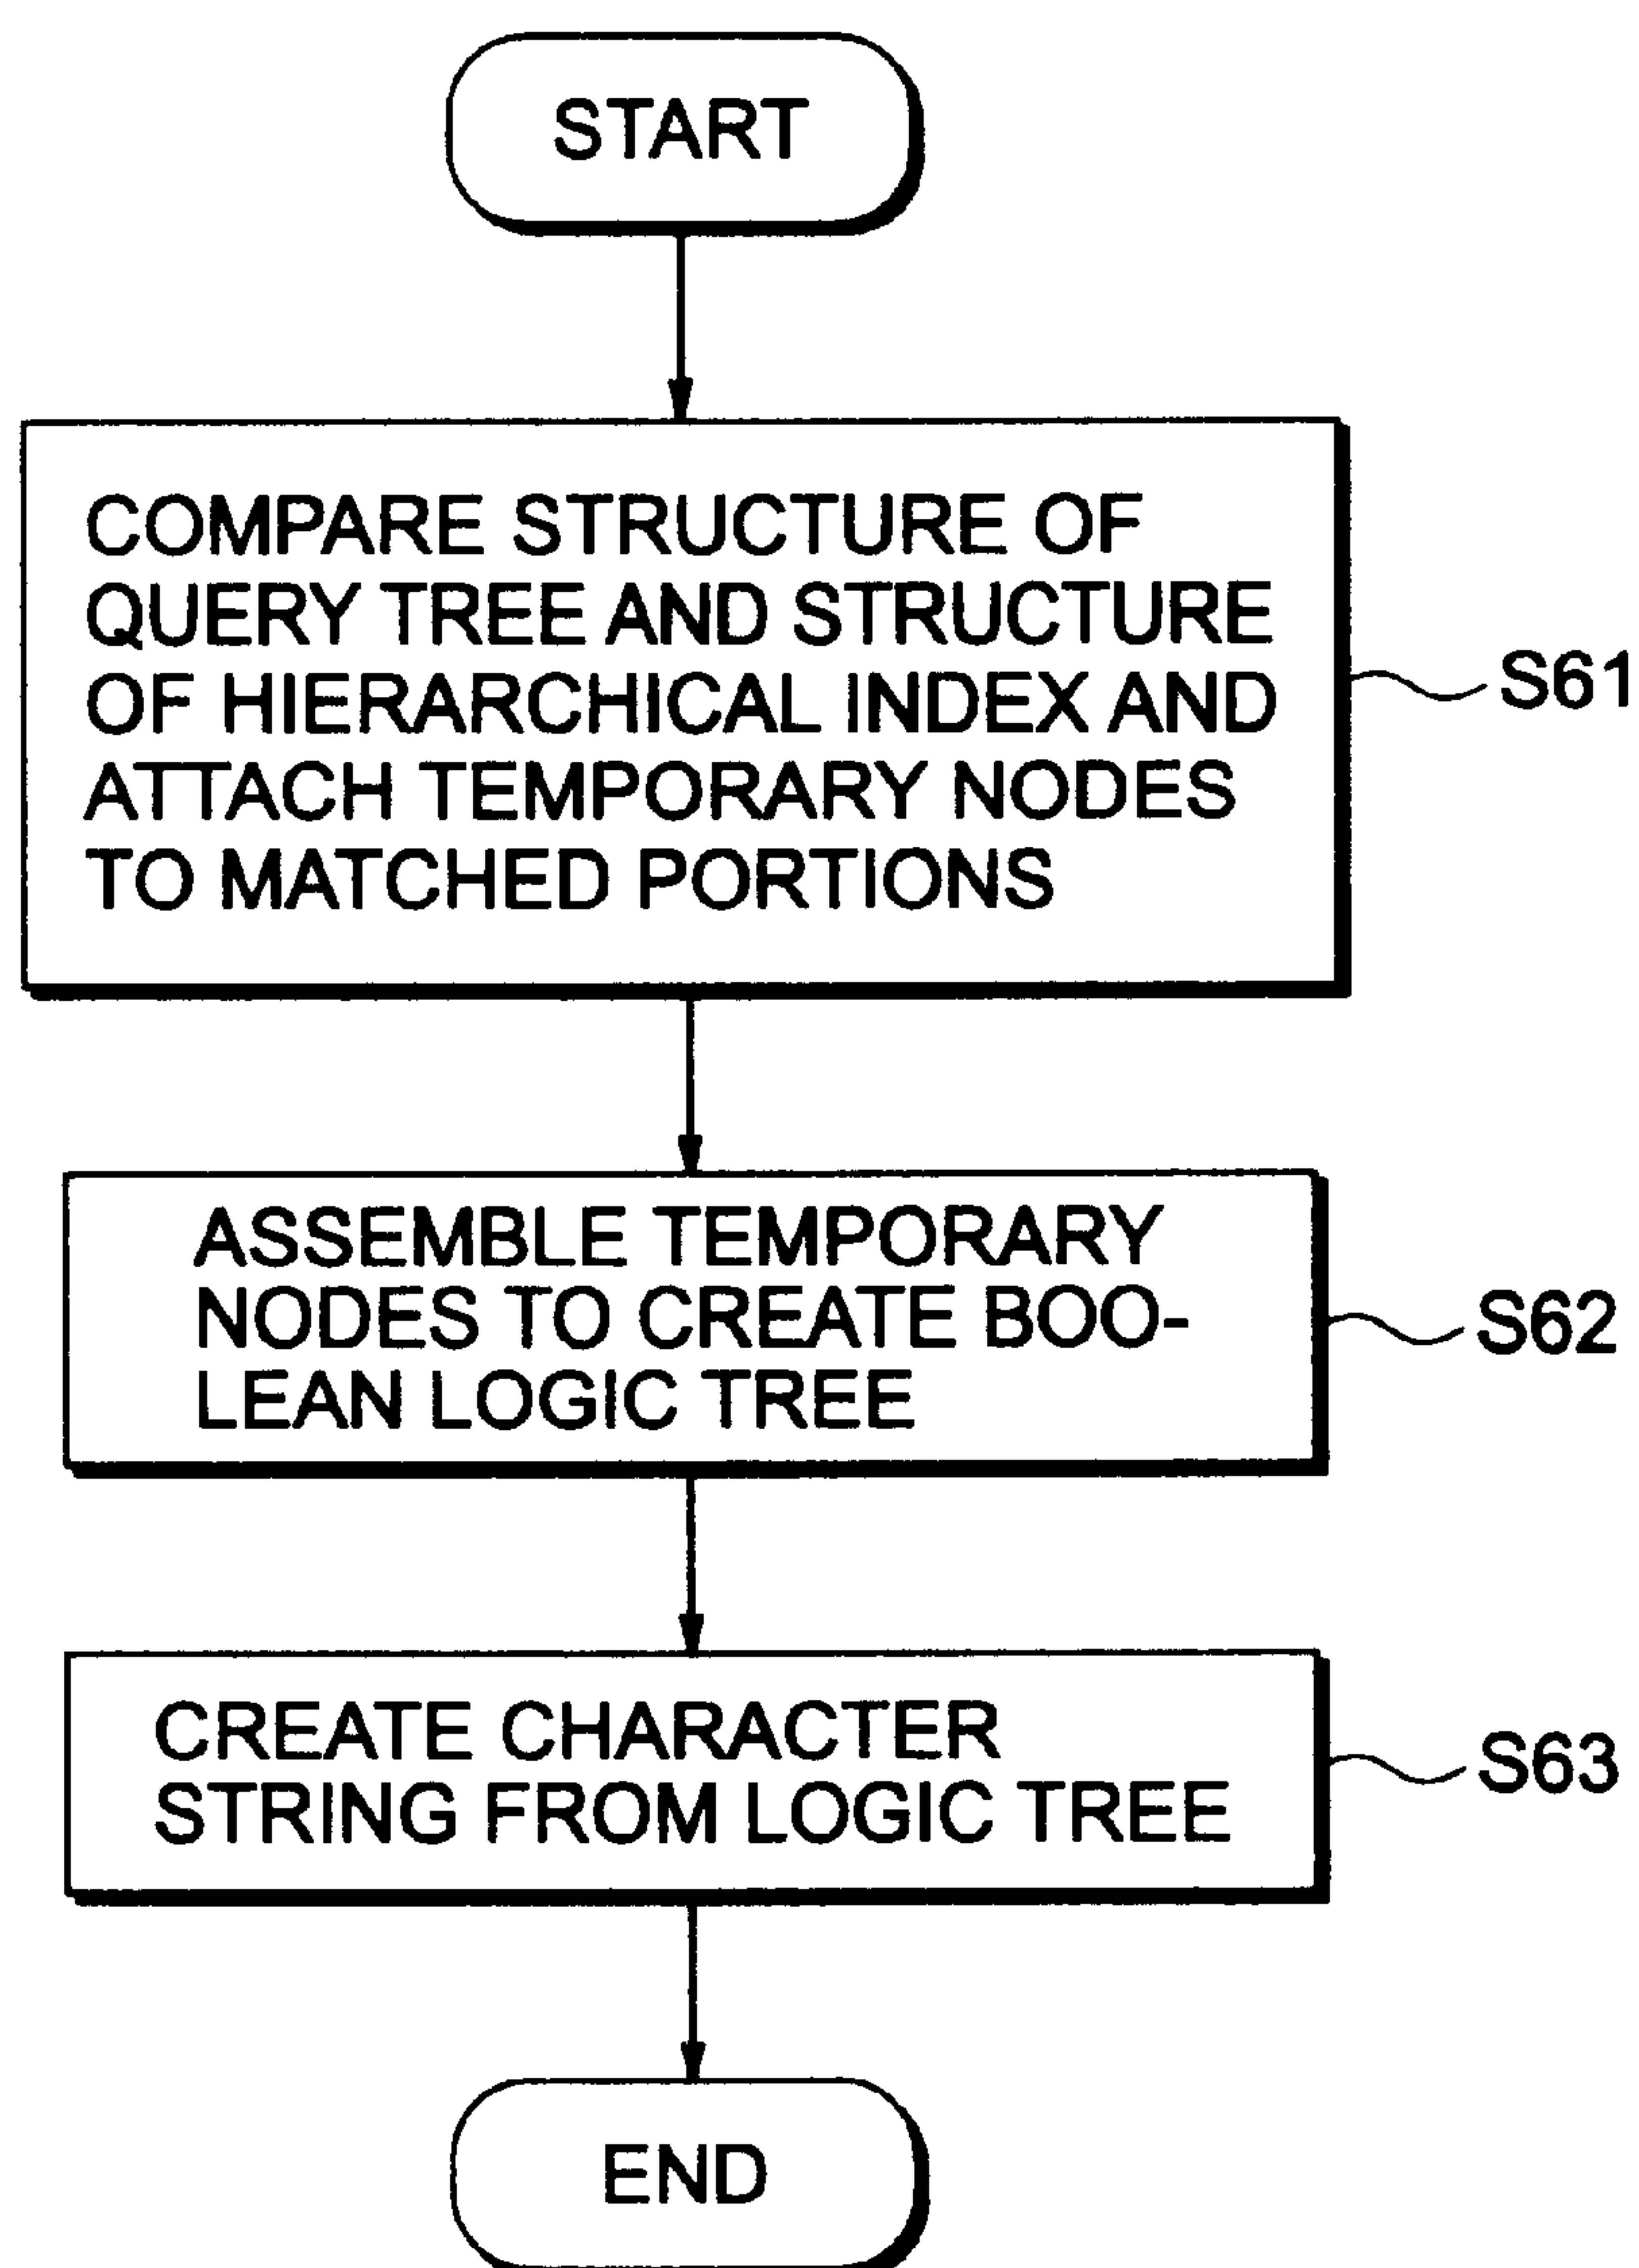 START
COMPARE STRUCTURE OF
QUERY TREE AND STRUCTURE
OF HIERARCHICAL INDEX AND
ATTACH TEMPORARY NODES
TO MATCHED PORTIONS
S61
ASSEMBLE TEMPORARY
NODES TO CREATE BOO-
LEAN LOGIC TREE
S62
CREATE CHARACTER
STRING FROM LOGIC TREE
S63
END